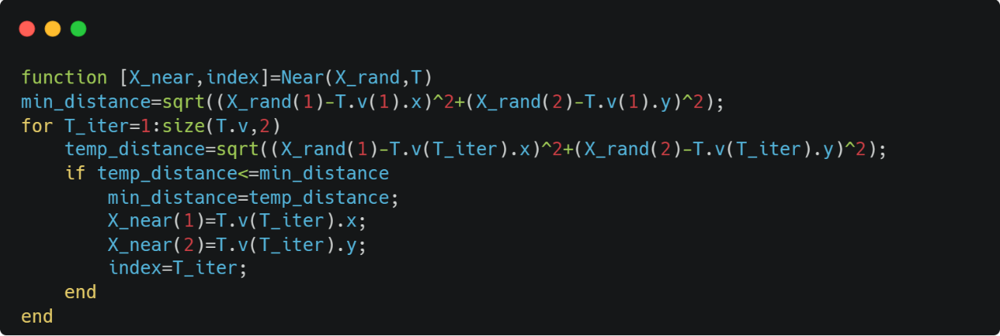 function [X_near,index]=Near(X_rand,T)
min_distance=sqrt((X_rand(1)-T.v(1).x)^2+(X_rand(2)-T.v(1).y)^2);
for T_iter=1:size(T.v,2)
    temp_distance=sqrt((X_rand(1)-T.v(T_iter).x)^2+(X_rand(2)-T.v(T_iter).y)^2);
    if temp_distance<=min_distance
        min_distance=temp_distance;
        X_near(1)=T.v(T_iter).x;
        X_near(2)=T.v(T_iter).y;
        index=T_iter;
    end
end